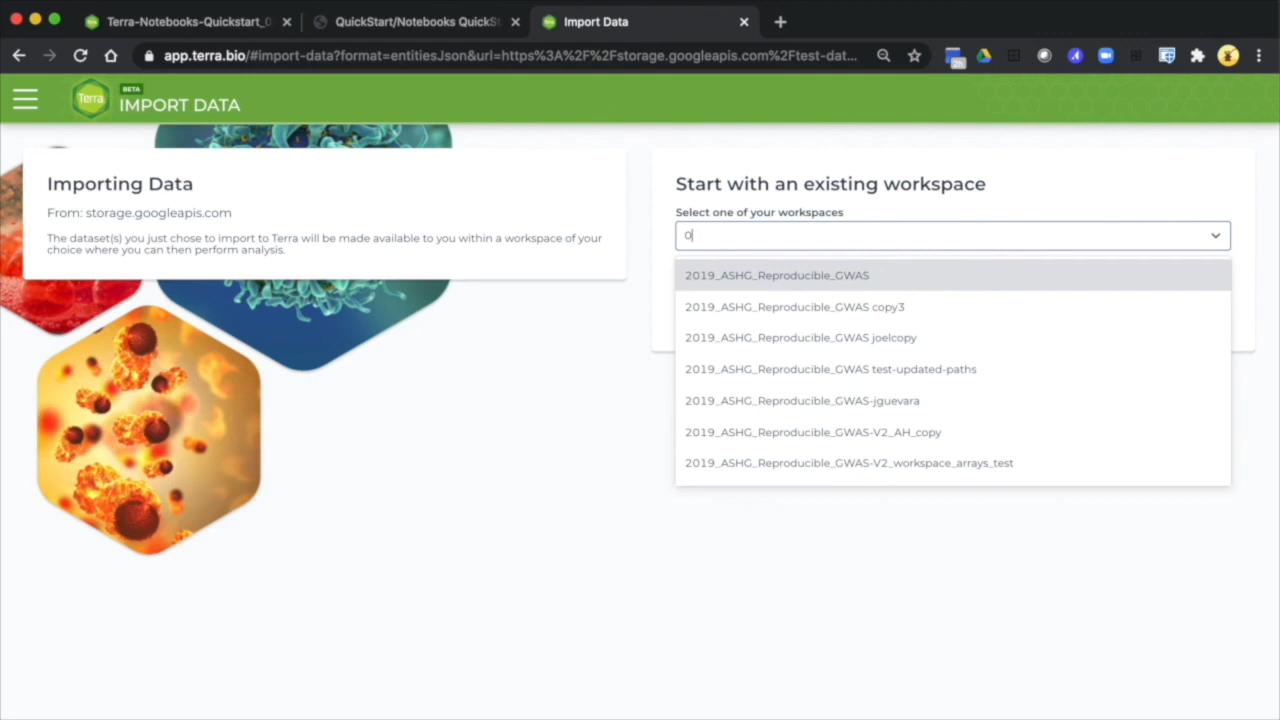 Terra-Notebooks-Quickstart_0
QuickStart/Notebooks QuickSt
Import Data
app.terra.bio/#import-data?format=entitiesJson&url=https%3A%2F%2Fstorage.googleapis.com%2Ftest-dat...
2h
Terra
BETA
IMPORT DATA
Importing Data
From: storage.googleapis.com
The dataset(s) you just chose to import to Terra will be made available to you within a workspace of your
choice where you can then perform analysis.
Start with an existing workspace
Select one of your workspaces
0
2019_ASHG_Reproducible_GWAS
2019_ASHG_Reproducible_GWAS copy3
2019_ASHG_Reproducible_GWAS joelcopy
2019_ASHG_Reproducible_GWAS test-updated-paths
2019_ASHG_Reproducible_GWAS-jguevara
2019_ASHG_Reproducible_GWAS-V2_AH_copy
2019_ASHG_Reproducible_GWAS-V2_workspace_arrays_test